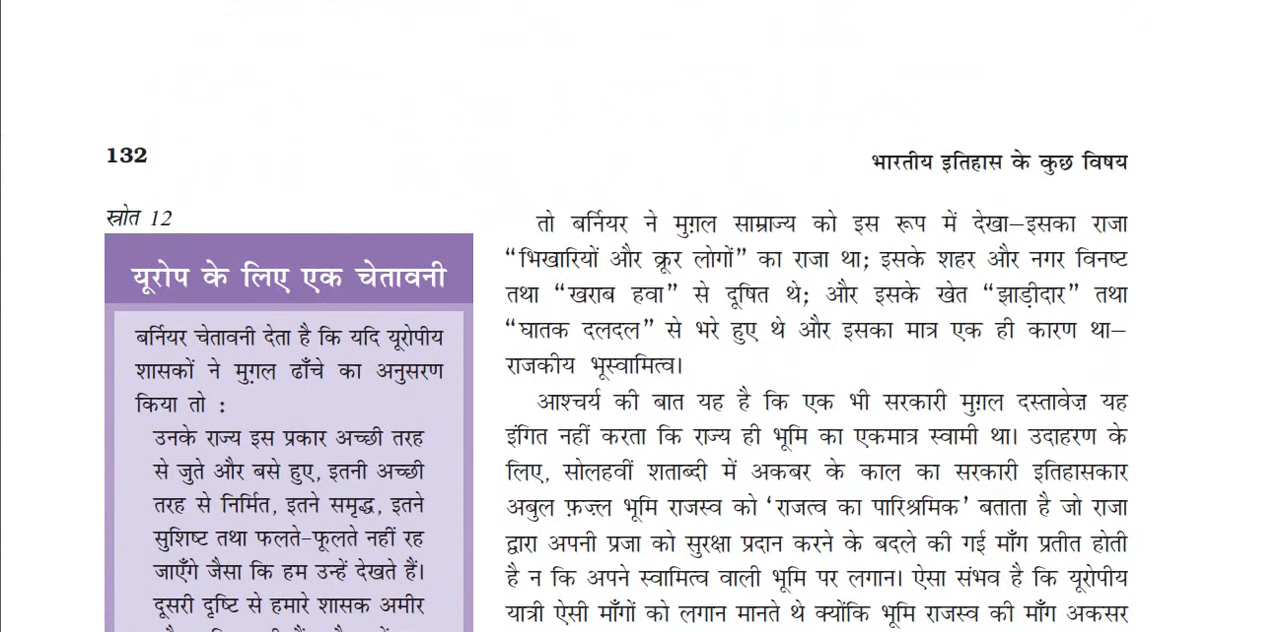 132
भारतीय इतिहास के कुछ विषय
स्रोत 12
यूरोप के लिए एक चेतावनी
बर्नियर चेतावनी देता है कि यदि यूरोपीय
शासकों ने मुग़ल ढाँचे का अनुसरण
किया तो :
उनके राज्य इस प्रकार अच्छी तरह
से जुते और बसे हुए, इतनी अच्छी
तरह से निर्मित, इतने समृद्ध, इतने
सुशिष्ट तथा फलते-फूलते नहीं रह
जाएँगे जैसा कि हम उन्हें देखते हैं।
दूसरी दृष्टि से हमारे शासक अमीर
तो बर्नियर ने मुग़ल साम्राज्य को इस रूप में देखा–इसका राजा
“भिखारियों और क्रूर लोगों” का राजा था; इसके शहर और नगर विनष्ट
तथा “खराब हवा” से दूषित थे; और इसके खेत “झाड़ीदार” तथा
“घातक दलदल” से भरे हुए थे और इसका मात्र एक ही कारण था–
राजकीय भूस्वामित्व।
आश्चर्य की बात यह है कि एक भी सरकारी मुग़ल दस्तावेज़ यह
इंगित नहीं करता कि राज्य ही भूमि का एकमात्र स्वामी था। उदाहरण के
लिए, सोलहवीं शताब्दी में अकबर के काल का सरकारी इतिहासकार
अबुल फ़ज़्ल भूमि राजस्व को ‘राजत्व का पारिश्रमिक’ बताता है जो राजा
द्वारा अपनी प्रजा को सुरक्षा प्रदान करने के बदले की गई माँग प्रतीत होती
है न कि अपने स्वामित्व वाली भूमि पर लगान। ऐसा संभव है कि यूरोपीय
यात्री ऐसी माँगों को लगान मानते थे क्योंकि भूमि राजस्व की माँग अकसर